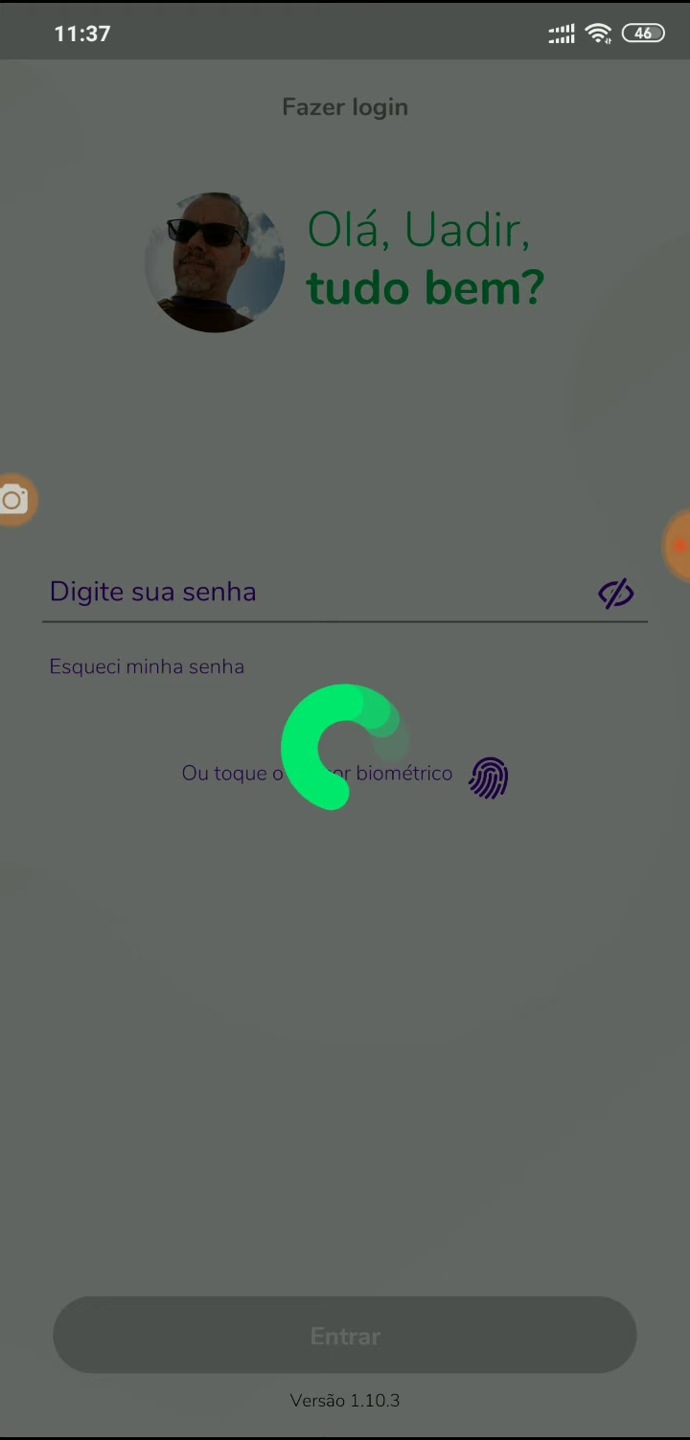 11:37
46
Fazer login
Olá, Uadir,
tudo bem?
Digite sua senha
Esqueci minha senha
Ou toque o or biométrico
Entrar
Versão 1.10.3